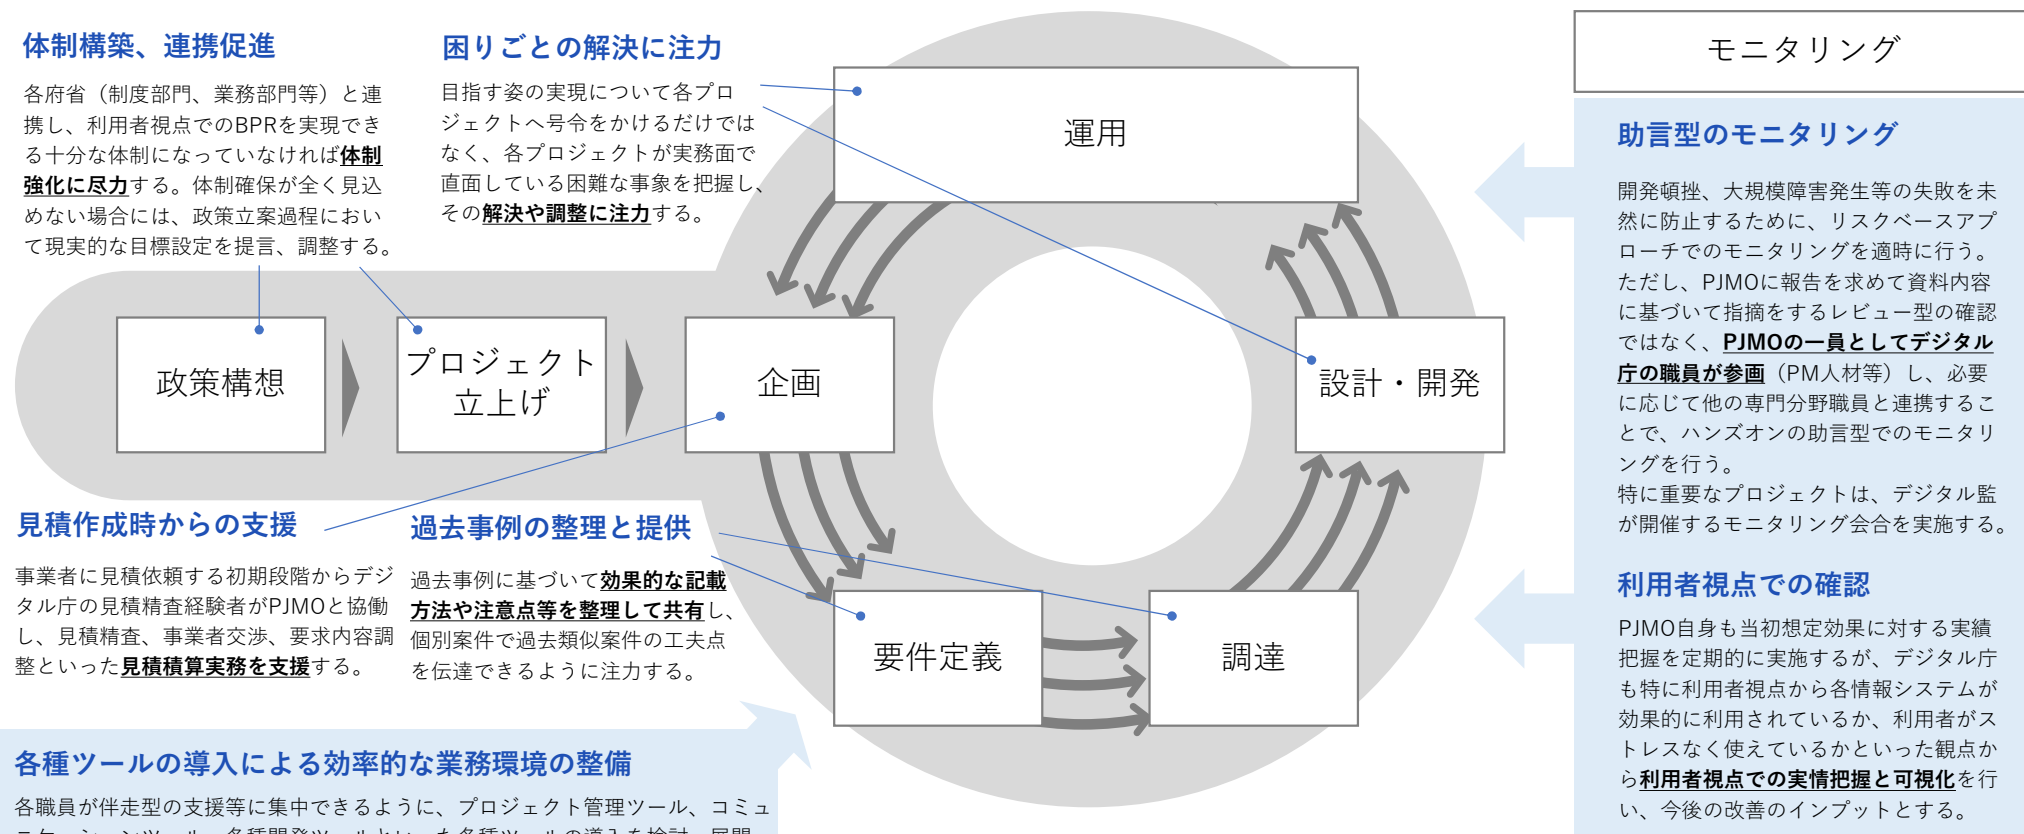 体制構築、連携促進
各府省（制度部門、業務部門等）と連
携し、利用者視点でのBPRを実現でき
る十分な体制になっていなければ体制
強化に尽力する。体制確保が全く見込
めない場合には、政策立案過程におい
て現実的な目標設定を提言、調整する。
困りごとの解決に注力
目指す姿の実現について各プロ
ジェクトへ号令をかけるだけでは
なく、各プロジェクトが実務面で
直面している困難な事象を把握し、
その解決や調整に注力する。
運用
政策構想
プロジェクト
立上げ
企画
設計・開発
要件定義
調達
見積作成時からの支援
事業者に見積依頼する初期段階からデジ
タル庁の見積精査経験者がPJMOと協働
し、見積精査、事業者交渉、要求内容調
整といった見積積算実務を支援する。
過去事例の整理と提供
過去事例に基づいて効果的な記載
方法や注意点等を整理して共有し、
個別案件で過去類似案件の工夫点
を伝達できるように注力する。
各種ツールの導入による効率的な業務環境の整備
各職員が伴走型の支援等に集中できるように、プロジェクト管理ツール、コミュ
ニケーションツール、各種開発ツールといった各種ツールの導入を検討、展開
モニタリング
助言型のモニタリング
開発頓挫、大規模障害発生等の失敗を未
然に防止するために、リスクベースアプ
ローチでのモニタリングを適時に行う。
ただし、PJMOに報告を求めて資料内容
に基づいて指摘をするレビュー型の確認
ではなく、PJMOの一員としてデジタル
庁の職員が参画（PM人材等）し、必要
に応じて他の専門分野職員と連携するこ
とで、ハンズオンの助言型でのモニタリ
ングを行う。
特に重要なプロジェクトは、デジタル監
が開催するモニタリング会合を実施する。
利用者視点での確認
PJMO自身も当初想定効果に対する実績
把握を定期的に実施するが、デジタル庁
も特に利用者視点から各情報システムが
効果的に利用されているか、利用者がス
トレスなく使えているかといった観点か
ら利用者視点での実情把握と可視化を行
い、今後の改善のインプットとする。